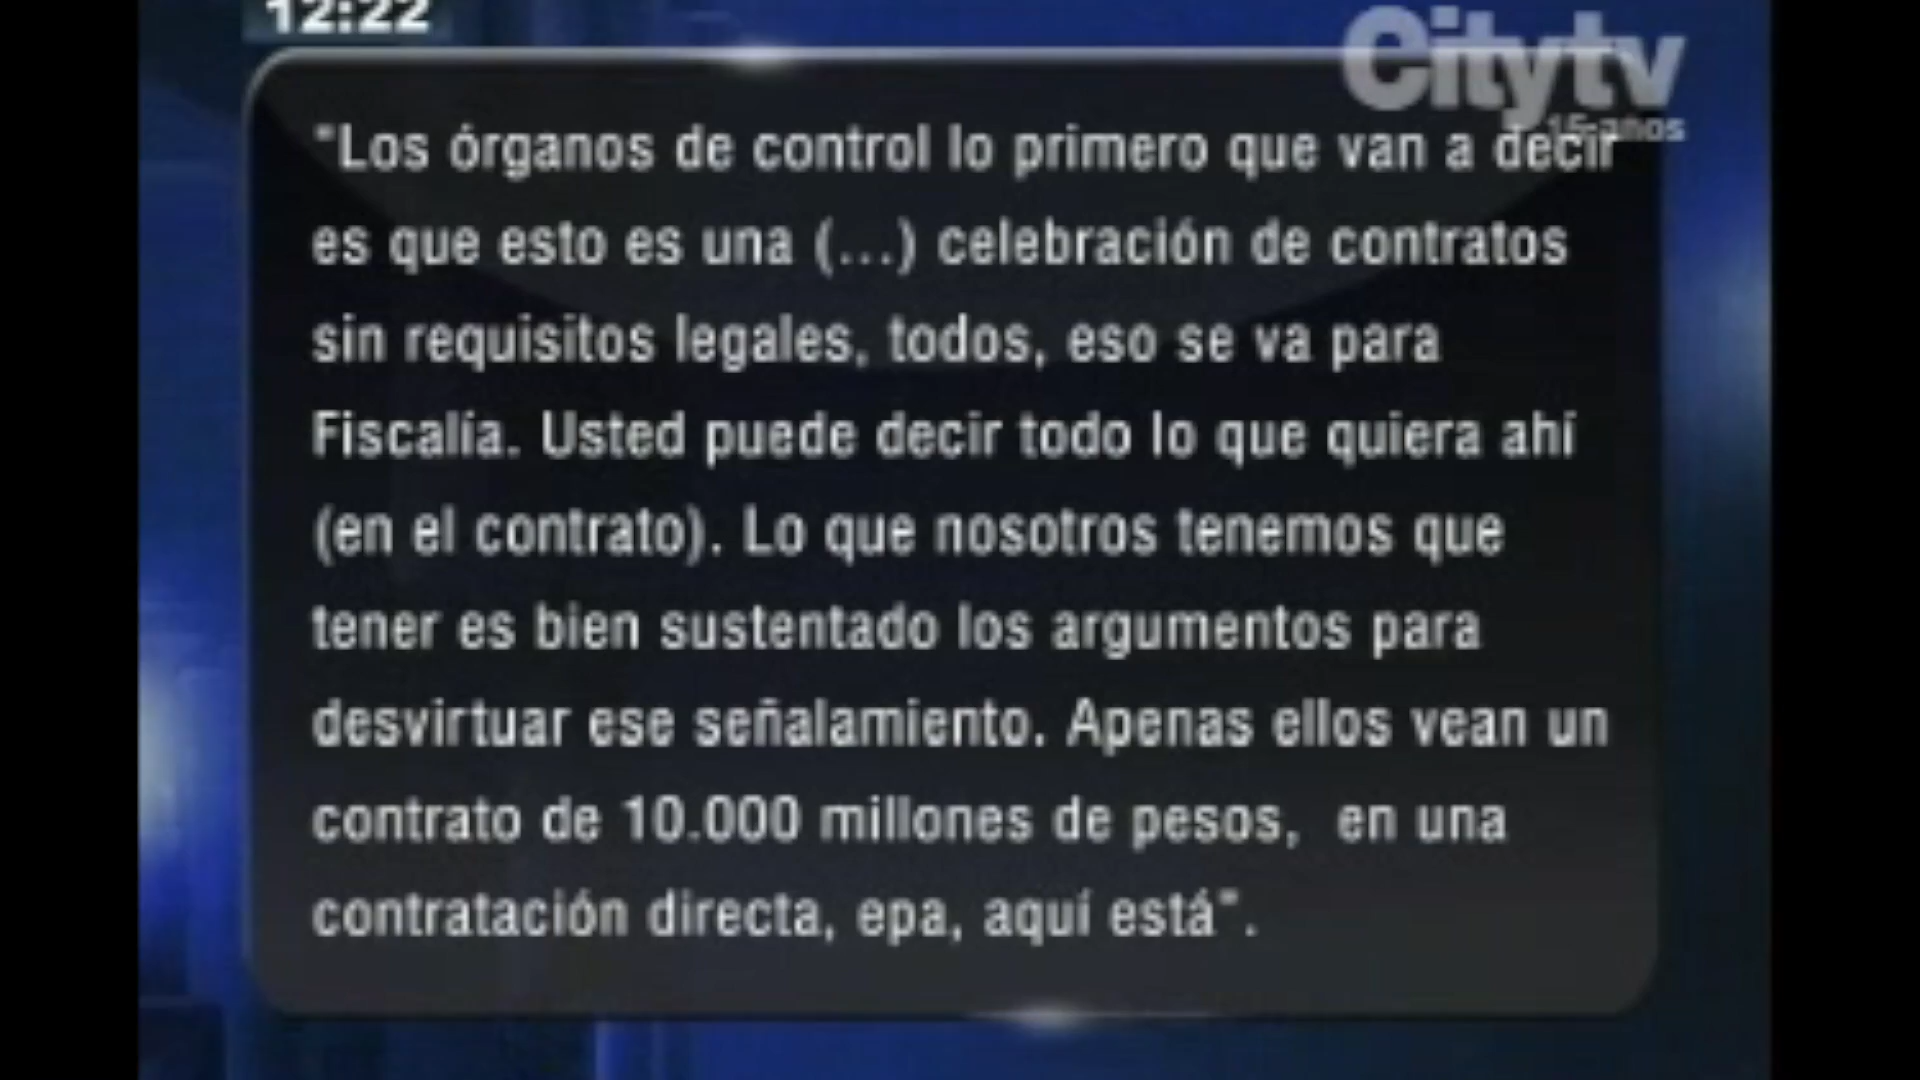 12:22
Citytv
15 años
"Los órganos de control lo primero que van a decir
es que esto es una (...) celebración de contratos
sin requisitos legales, todos, eso se va para
Fiscalía. Usted puede decir todo lo que quiera ahí
(en el contrato). Lo que nosotros tenemos que
tener es bien sustentado los argumentos para
desvirtuar ese señalamiento. Apenas ellos vean un
contrato de 10.000 millones de pesos,  en una
contratación directa, epa, aquí está".